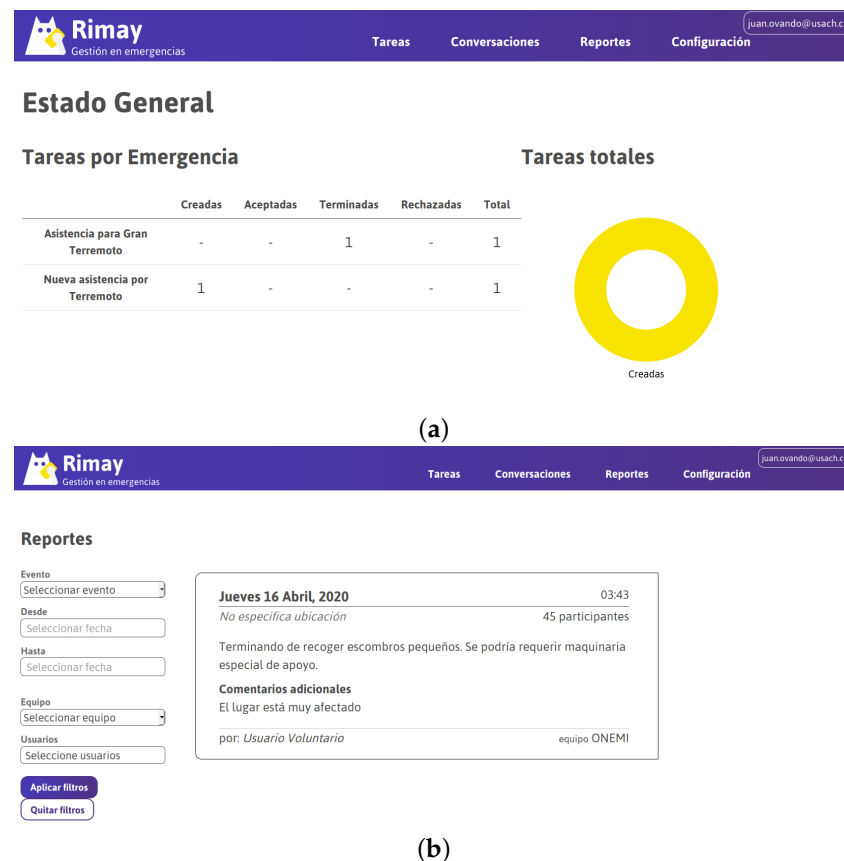 Rimay
Gestión en emergencias
Tareas Conversaciones Reportes Configuración
juan.ovando@usach.c
Estado General
Tareas por Emergencia
Tareas totales
Creadas Aceptadas Terminadas Rechazadas Total
Asistencia para Gran
Terremoto
- - 1 - 1
Nueva asistencia por
Terremoto
1 - - - 1
Creadas
(a)
Rimay
Gestión en emergencias
Tareas Conversaciones Reportes Configuración
juan.ovando@usach.c
Reportes
Evento
Seleccionar evento
Desde
Seleccionar fecha
Hasta
Seleccionar fecha
Equipo
Seleccionar equipo
Usuarios
Seleccione usuarios
Aplicar filtros
Quitar filtros
Jueves 16 Abril, 2020 03:43
No especifica ubicación 45 participantes
Terminando de recoger escombros pequeños. Se podría requerir maquinaria
especial de apoyo.
Comentarios adicionales
El lugar está muy afectado
por: Usuario Voluntario equipo ONEMI
(b)